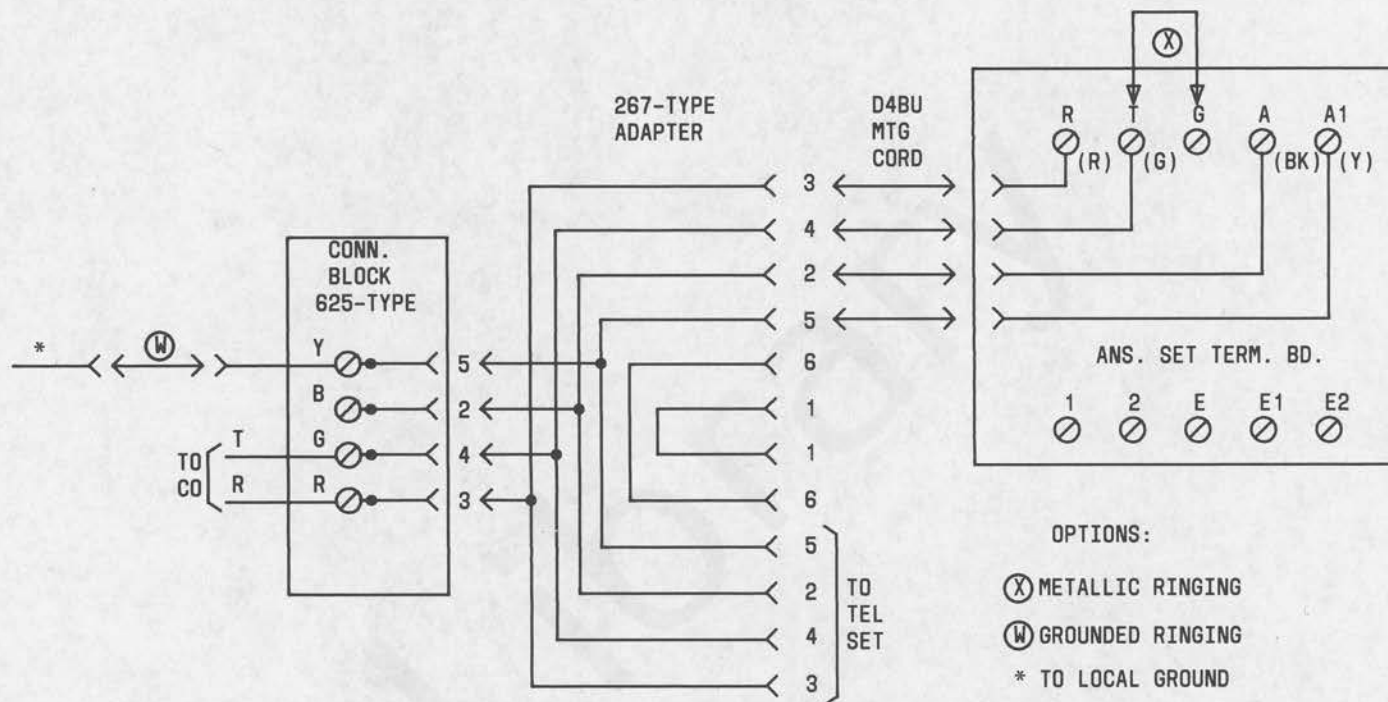 X
267-TYPE
ADAPTER
D4BU
MTG
CORD
R T G A A1
(R) (G) (BK) (Y)
3
4
2
5
6
1
1
6
5
2
4
3
TO
TEL
SET
CONN.
BLOCK
625-TYPE
* W Y 5
B 2
T G 4
R R 3
TO
CO
ANS. SET TERM. BD.
1 2 E E1 E2
OPTIONS:
X METALLIC RINGING
W GROUNDED RINGING
* TO LOCAL GROUND